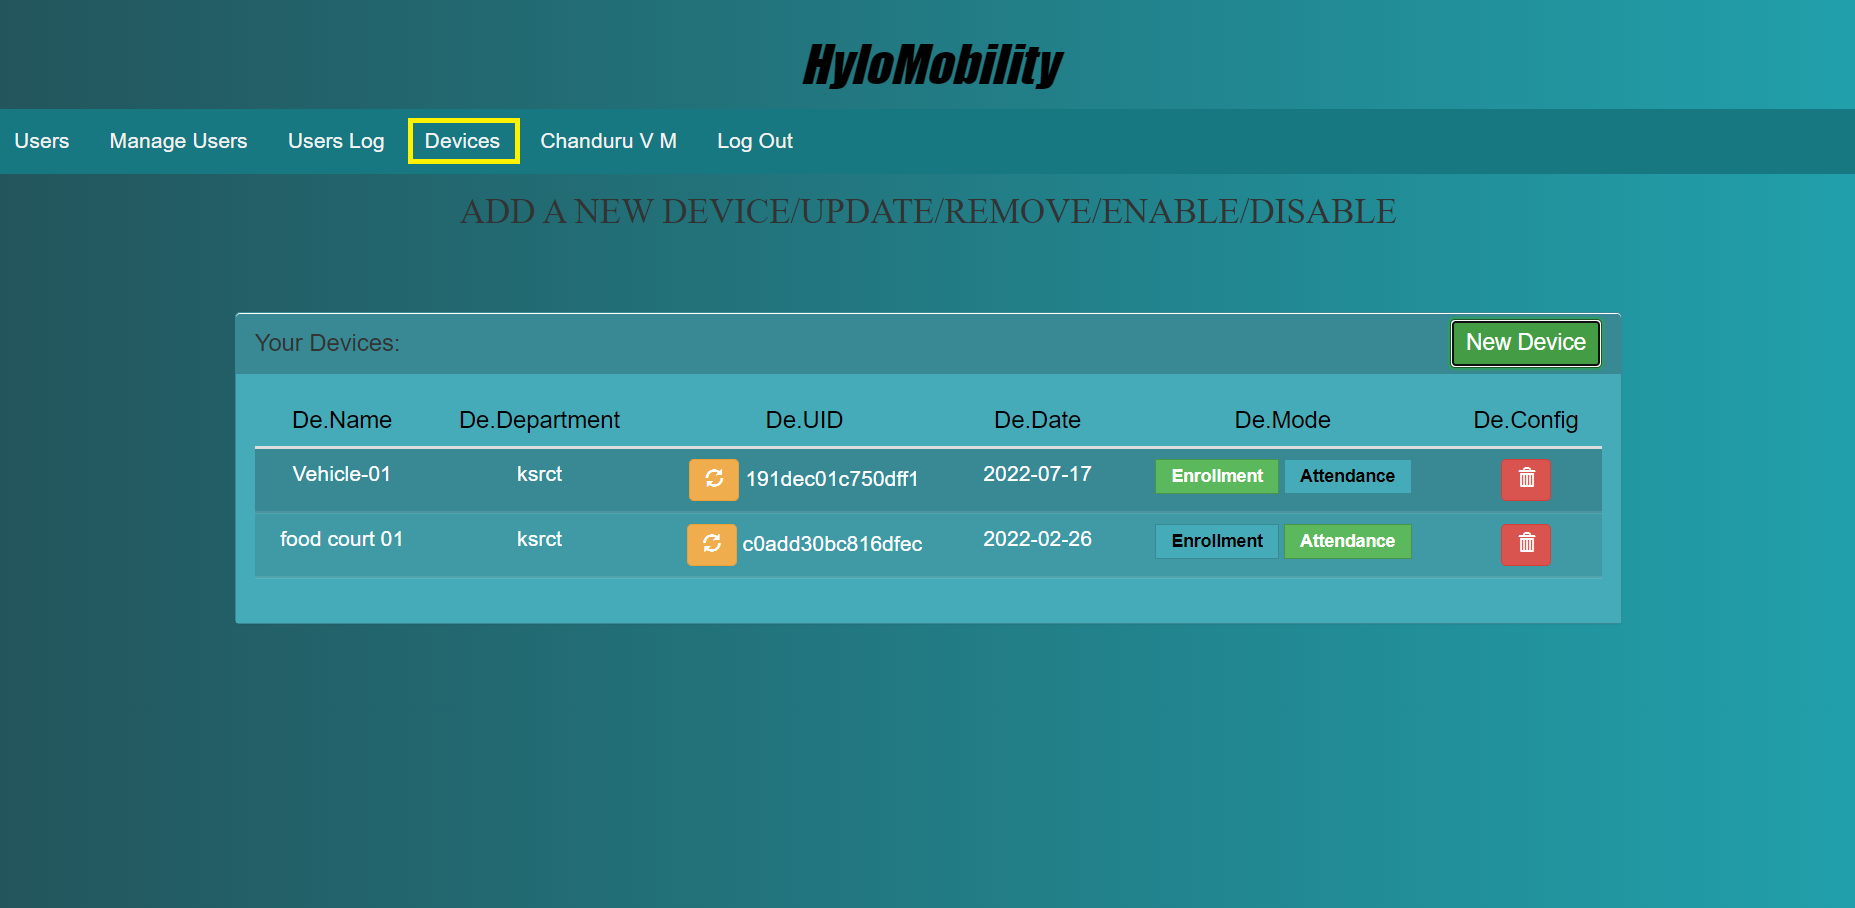 HyloMobility
Users Manage Users Users Log Devices Chanduru V M Log Out
ADD A NEW DEVICE/UPDATE/REMOVE/ENABLE/DISABLE
Your Devices: New Device
De.Name De.Department De.UID De.Date De.Mode De.Config
Vehicle-01 ksrct 191dec01c750dff1 2022-07-17 Enrollment Attendance
food court 01 ksrct c0add30bc816dfec 2022-02-26 Enrollment Attendance